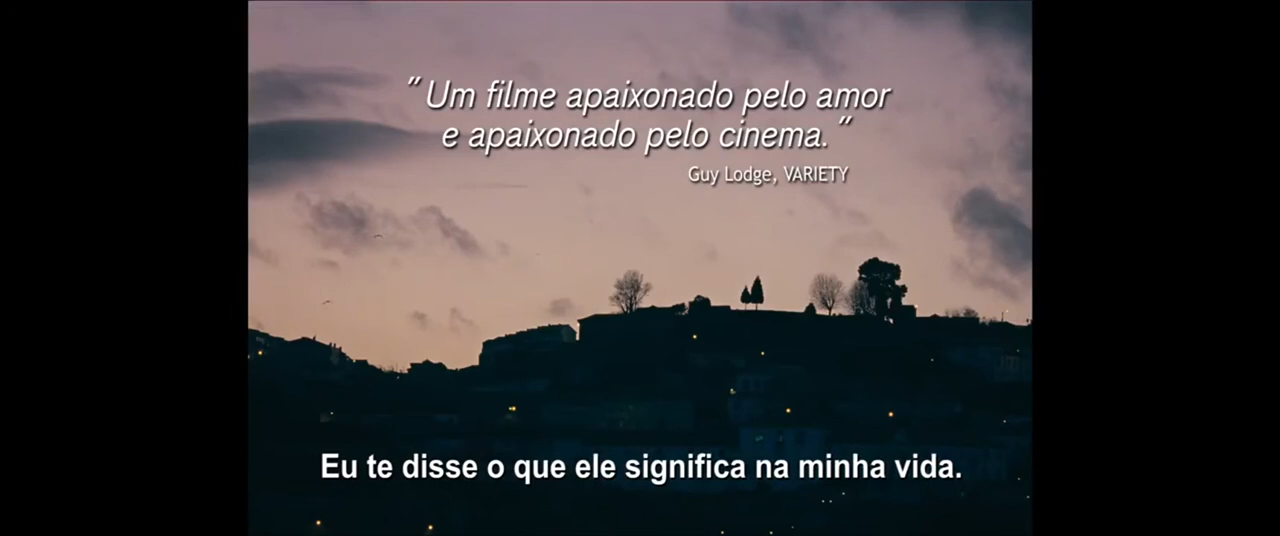 "Um filme apaixonado pelo amor
e apaixonado pelo cinema."
Guy Lodge, VARIETY
Eu te disse o que ele significa na minha vida.